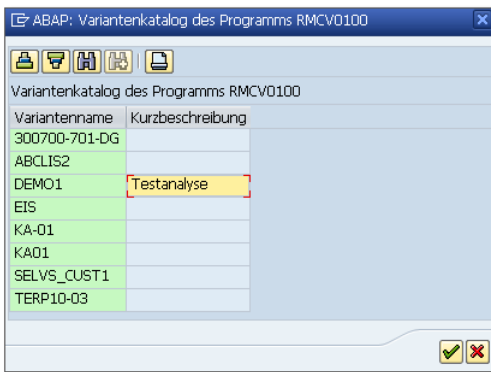 ABAP: Variantenkatalog des Programms RMCV0100
Variantenkatalog des Programms RMCV0100
Variantenname Kurzbeschreibung
300700-701-DG
ABCLIS2
DEMO1 Testanalyse
EIS
KA-01
KA01
SELVS_CUST1
TERP10-03